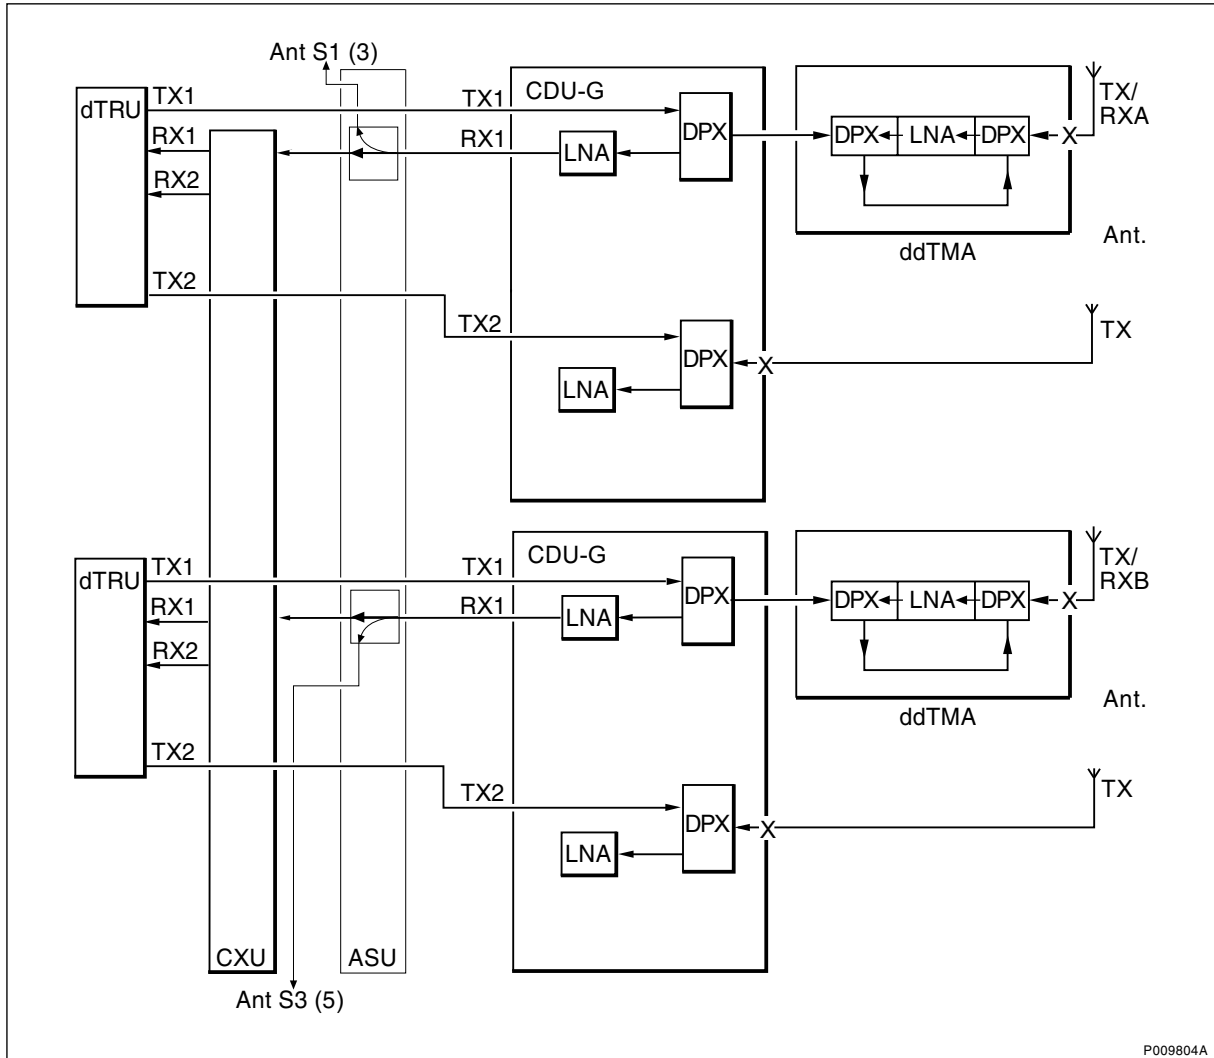 Ant S1 (3)
dTRU
TX1
TX1
CDU-G
DPX
TX/
RXA
RX1
RX1
LNA
DPX
LNA
DPX
X
RX2
ddTMA
Ant.
TX2
TX2
DPX
X
TX
LNA
dTRU
TX1
TX1
CDU-G
DPX
TX/
RXB
RX1
RX1
LNA
DPX
LNA
DPX
X
RX2
ddTMA
Ant.
TX2
TX2
DPX
X
TX
LNA
CXU
ASU
Ant S3 (5)
P009804A